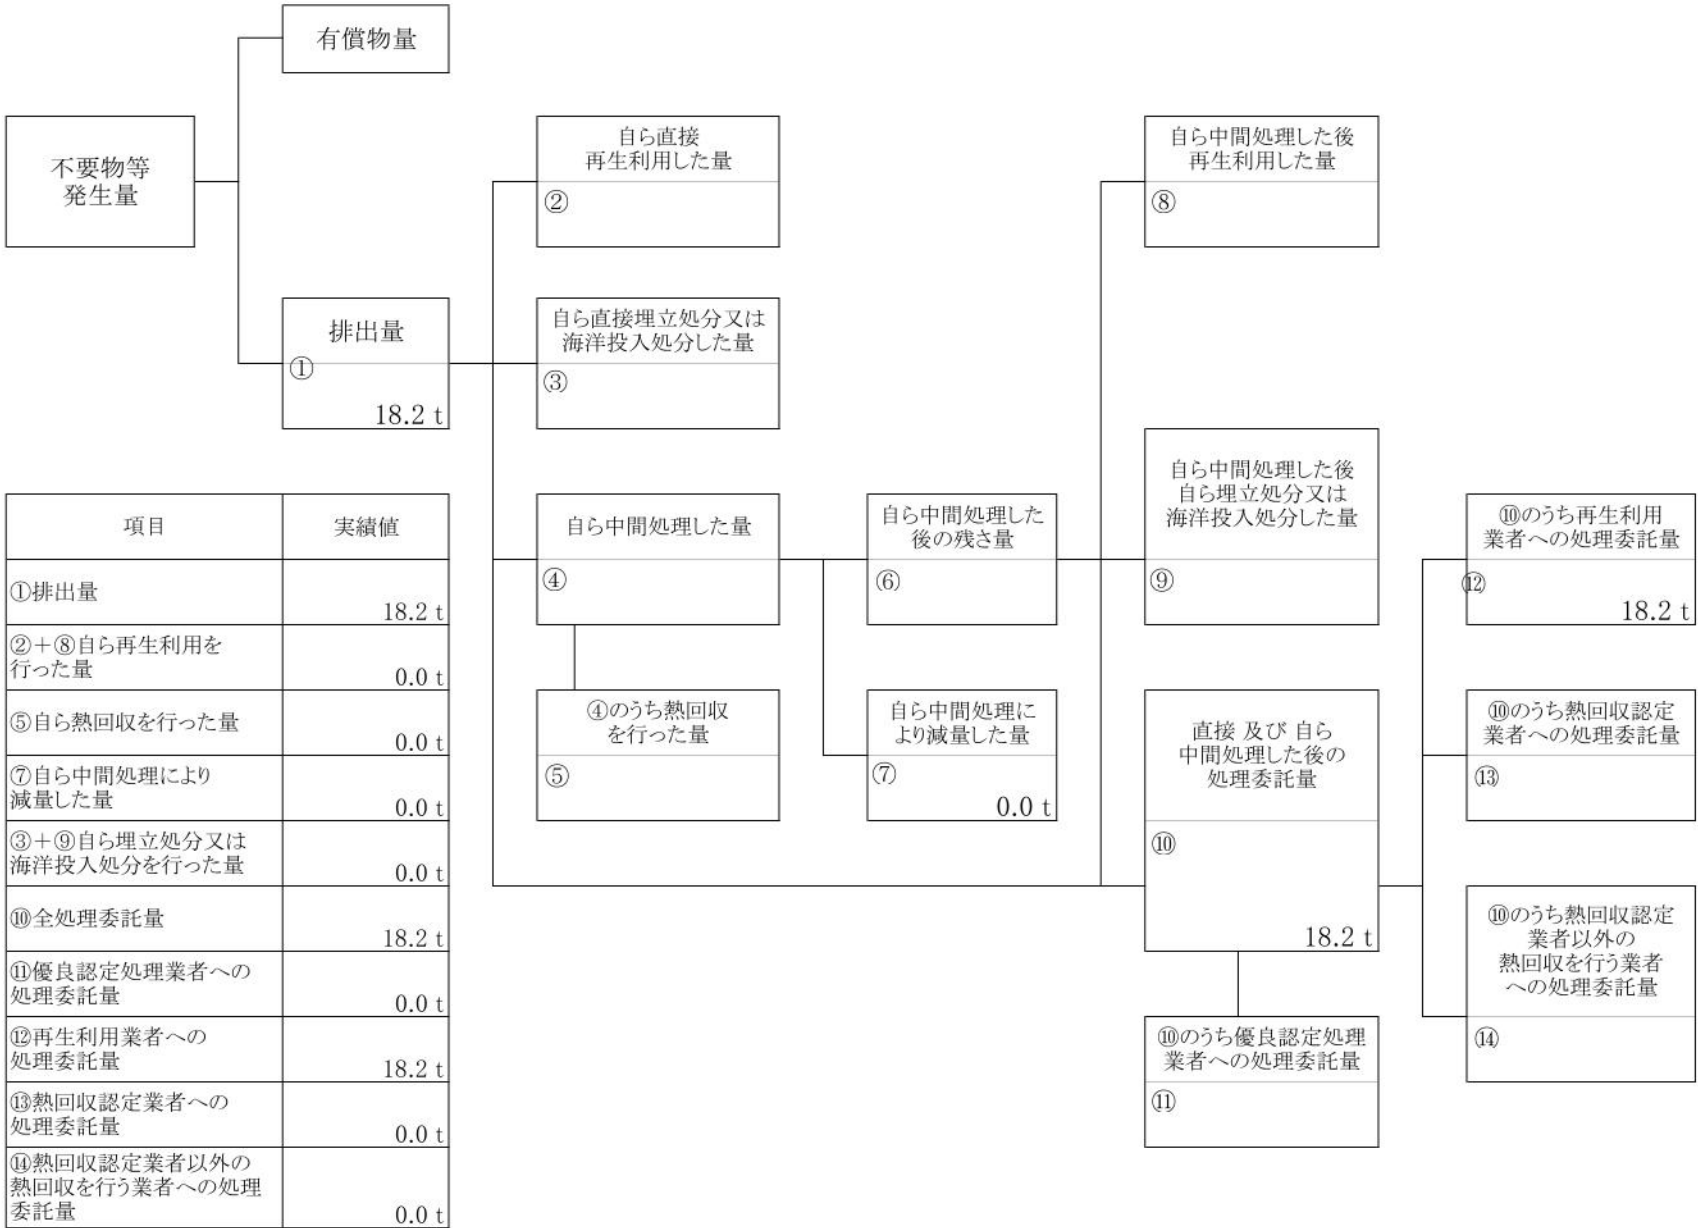 有償物量
不要物等
発生量
自ら直接
再生利用した量
②
自ら中間処理した後
再生利用した量
⑧
排出量
①
18.2 t
自ら直接埋立処分又は
海洋投入処分した量
③
自ら中間処理した量
④
自ら中間処理した
後の残さ量
⑥
自ら中間処理した後
自ら埋立処分又は
海洋投入処分した量
⑨
⑩のうち再生利用
業者への処理委託量
⑫
18.2 t
④のうち熱回収
を行った量
⑤
自ら中間処理に
より減量した量
⑦
0.0 t
直接 及び 自ら
中間処理した後の
処理委託量
⑩
18.2 t
⑩のうち熱回収認定
業者への処理委託量
⑬
⑩のうち熱回収認定
業者以外の
熱回収を行う業者
への処理委託量
⑭
⑩のうち優良認定処理
業者への処理委託量
⑪
項目 実績値
①排出量
18.2 t
②+⑧自ら再生利用を
行った量
0.0 t
⑤自ら熱回収を行った量
0.0 t
⑦自ら中間処理により
減量した量
0.0 t
③+⑨自ら埋立処分又は
海洋投入処分を行った量
0.0 t
⑩全処理委託量
18.2 t
⑪優良認定処理業者への
処理委託量
0.0 t
⑫再生利用業者への
処理委託量
18.2 t
⑬熱回収認定業者への
処理委託量
0.0 t
⑭熱回収認定業者以外の
熱回収を行う業者への処理
委託量
0.0 t